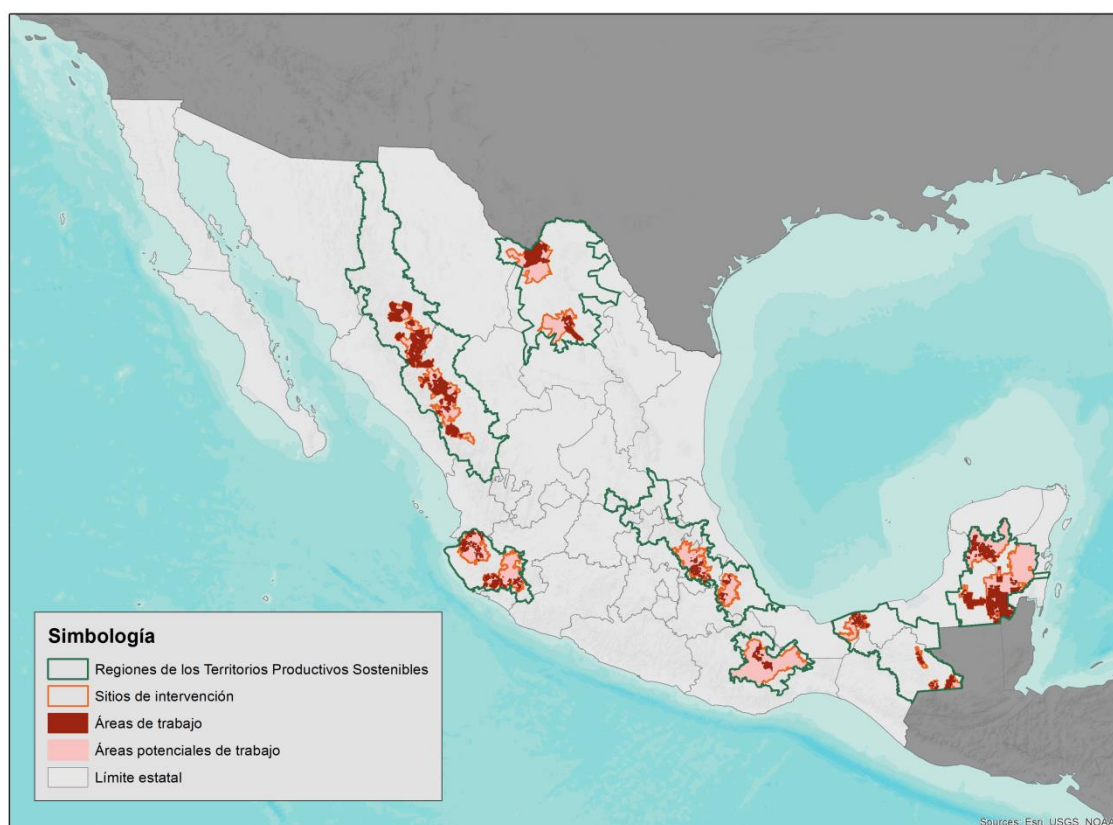 Simbología
Regiones de los Territorios Productivos Sostenibles
Sitios de intervención
Áreas de trabajo
Áreas potenciales de trabajo
Límite estatal
Sources: Esri, USGS, NOAA